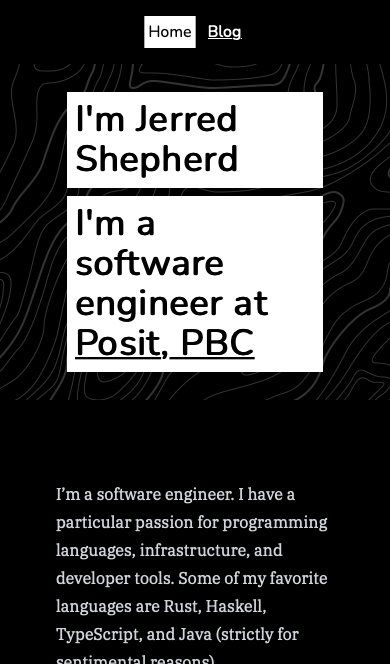 Home Blog
I'm Jerred
Shepherd
I'm a
software
engineer at
Posit, PBC
I’m a software engineer. I have a
particular passion for programming
languages, infrastructure, and
developer tools. Some of my favorite
languages are Rust, Haskell,
TypeScript, and Java (strictly for
sentimental reasons)